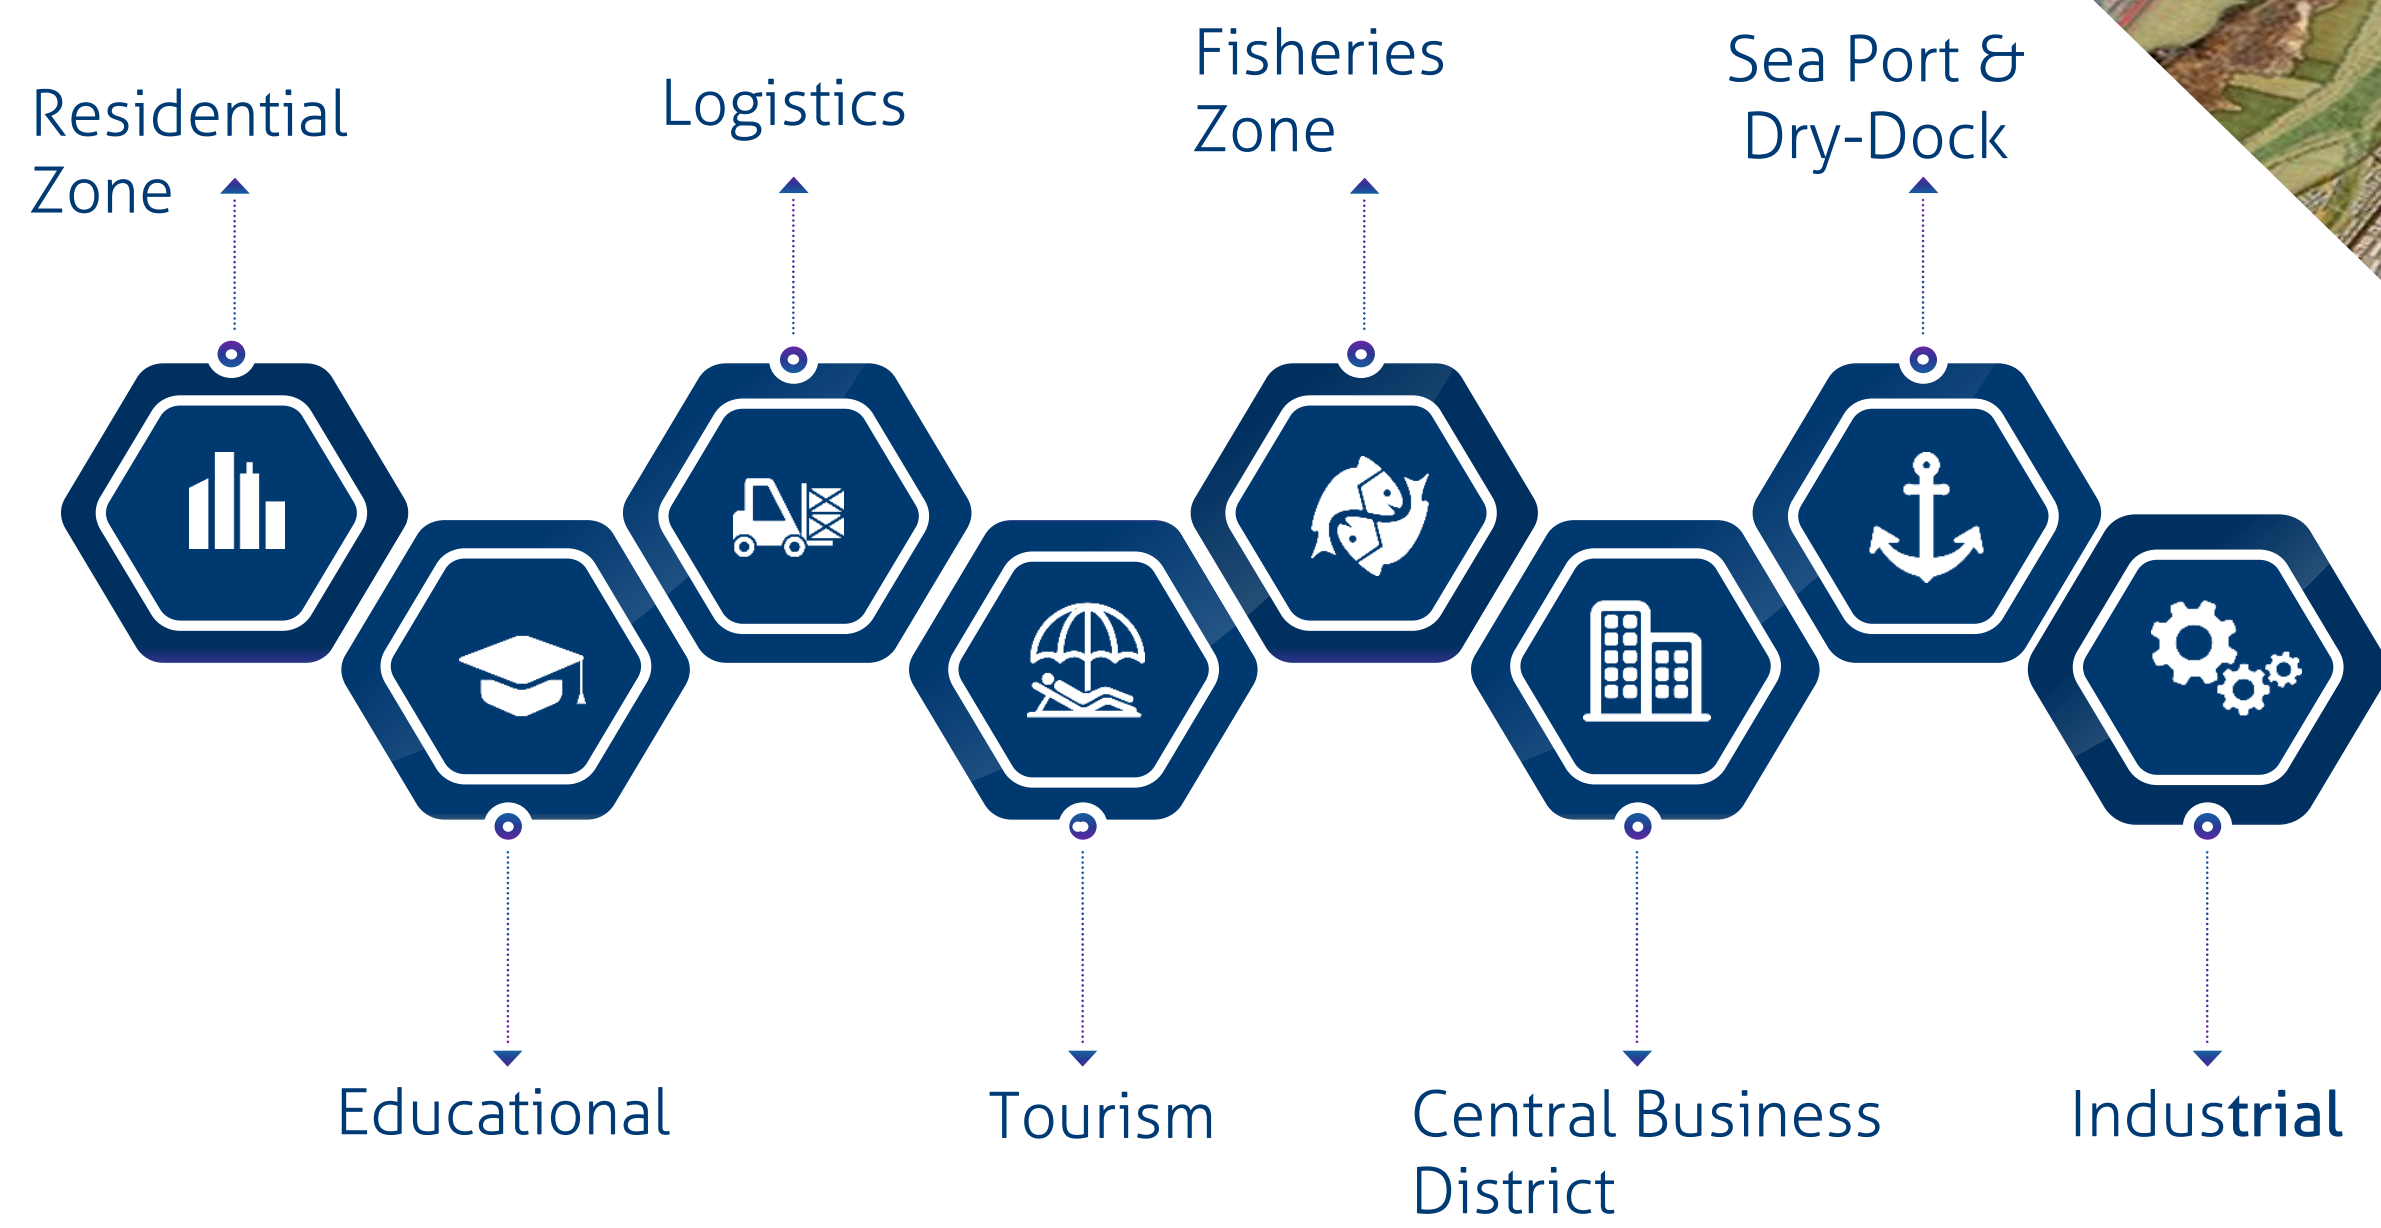 Residential
Zone
Logistics
Fisheries
Zone
Sea Port &
Dry-Dock
Educational
Tourism
Central Business
District
Industrial